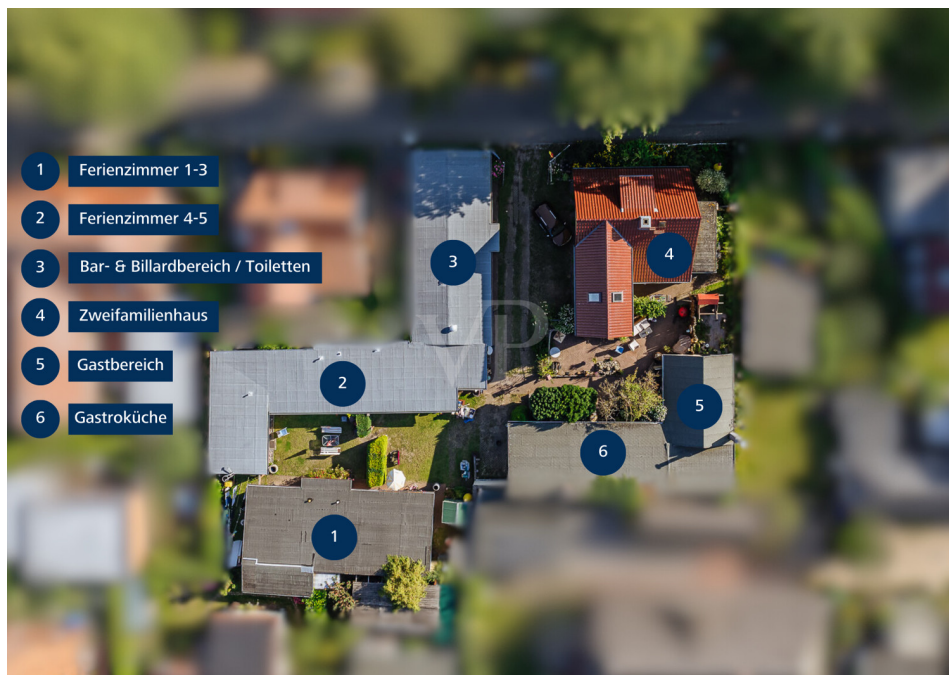 1 Ferienzimmer 1-3
2 Ferienzimmer 4-5
3 Bar- & Billardbereich / Toiletten
4 Zweifamilienhaus
5 Gastbereich
6 Gastroküche
3
4
2
5
6
1
VP